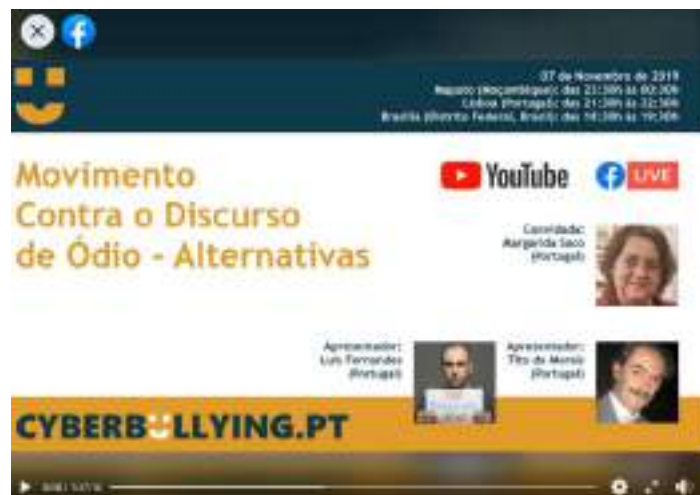 07 de Novembro de 2019
Maputo (Moçambique): das 23:30h às 00:30h
Lisboa (Portugal): das 21:30h às 22:30h
Brasília (Distrito Federal, Brasil): das 18:30h às 19:30h
Movimento
Contra o Discurso
de Ódio - Alternativas
YouTube
LIVE
Convidada:
Margarida Saco
(Portugal)
Apresentador:
Luís Fernandes
(Portugal)
Apresentador:
Tito de Morais
(Portugal)
CYBERBULLYING.PT